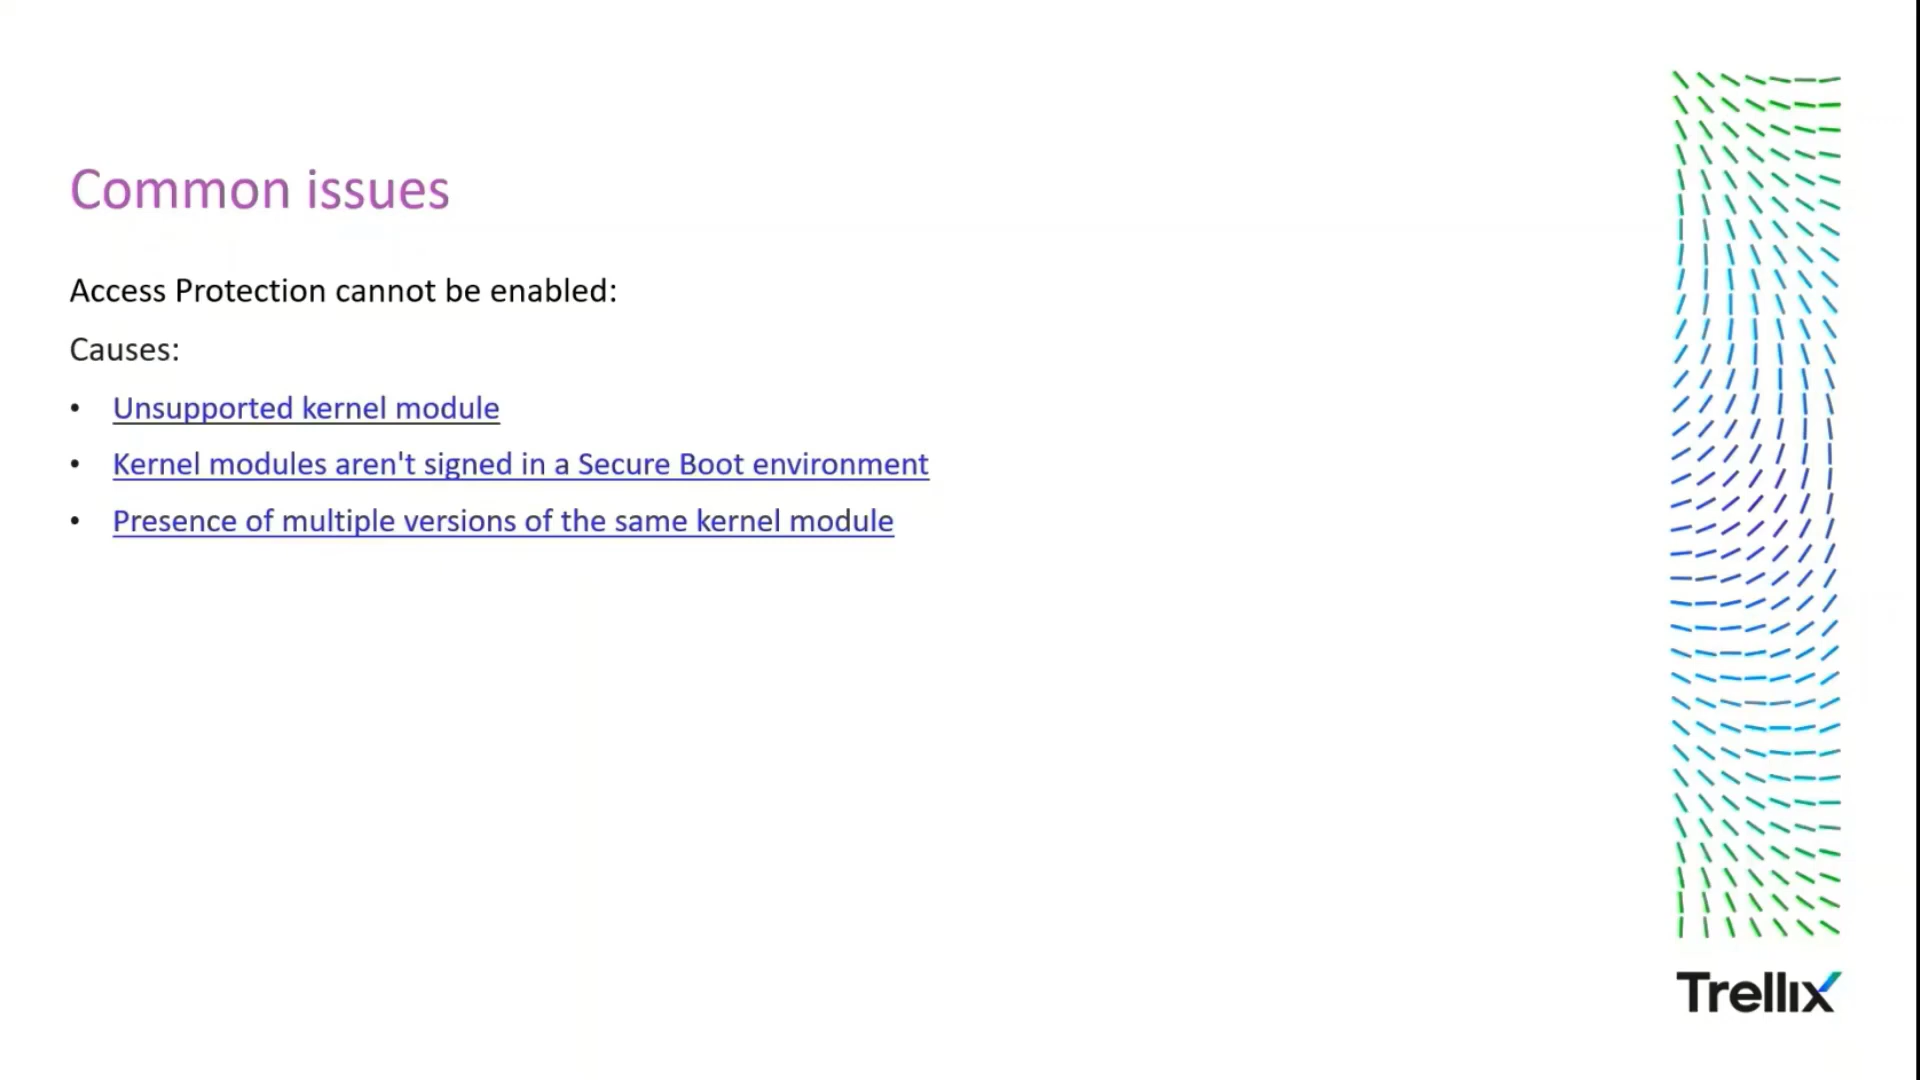 Common issues
Access Protection cannot be enabled:
Causes:
• Unsupported kernel module
• Kernel modules aren't signed in a Secure Boot environment
• Presence of multiple versions of the same kernel module
Trellix